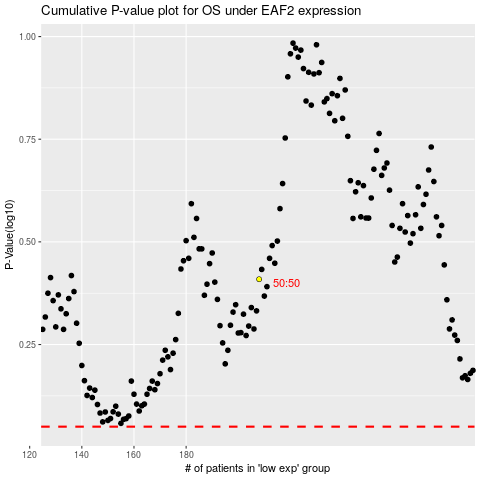 Cumulative P-value plot for OS under EAF2 expression
1.00
0.75
0.50
0.25
P-Value(log10)
50:50
120 140 160 180
# of patients in 'low exp' group